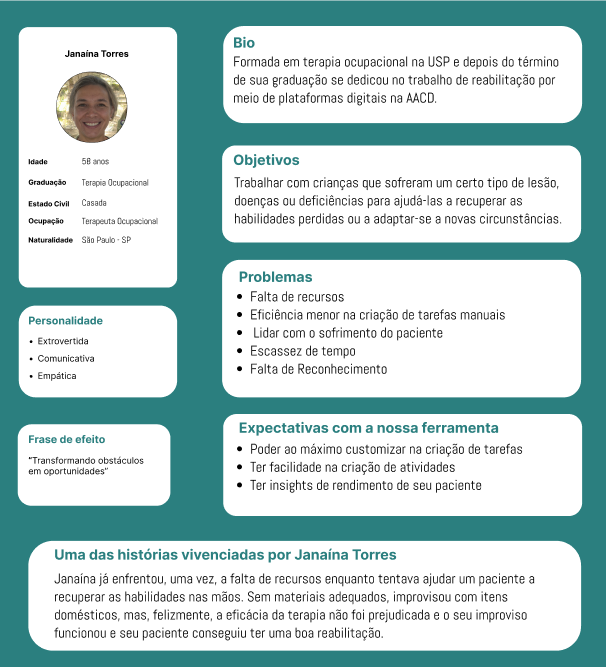 Janaína Torres
Idade 56 anos
Graduação Terapia Ocupacional
Estado Civil Casada
Ocupação Terapeuta Ocupacional
Naturalidade São Paulo - SP
Personalidade
• Extrovertida
• Comunicativa
• Empática
Frase de efeito
"Transformando obstáculos
em oportunidades"
Bio
Formada em terapia ocupacional na USP e depois do término
de sua graduação se dedicou no trabalho de reabilitação por
meio de plataformas digitais na AACD.
Objetivos
Trabalhar com crianças que sofreram um certo tipo de lesão,
doenças ou deficiências para ajudá-las a recuperar as
habilidades perdidas ou a adaptar-se a novas circunstâncias.
Problemas
• Falta de recursos
• Eficiência menor na criação de tarefas manuais
• Lidar com o sofrimento do paciente
• Escassez de tempo
• Falta de Reconhecimento
Expectativas com a nossa ferramenta
• Poder ao máximo customizar na criação de tarefas
• Ter facilidade na criação de atividades
• Ter insights de rendimento de seu paciente
Uma das histórias vivenciadas por Janaína Torres
Janaína já enfrentou, uma vez, a falta de recursos enquanto tentava ajudar um paciente a
recuperar as habilidades nas mãos. Sem materiais adequados, improvisou com itens
domésticos, mas, felizmente, a eficácia da terapia não foi prejudicada e o seu improviso
funcionou e seu paciente conseguiu ter uma boa reabilitação.